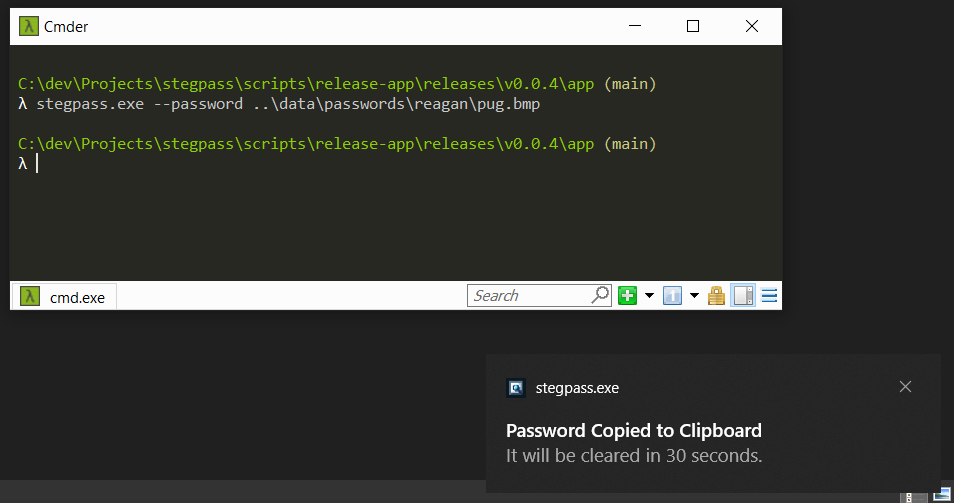 Cmder
C:\dev\Projects\stegpass\scripts\release-app\releases\v0.0.4\app (main)
λ stegpass.exe --password ..\data\passwords\reagan\pug.bmp
C:\dev\Projects\stegpass\scripts\release-app\releases\v0.0.4\app (main)
λ
cmd.exe
Search
stegpass.exe
Password Copied to Clipboard
It will be cleared in 30 seconds.